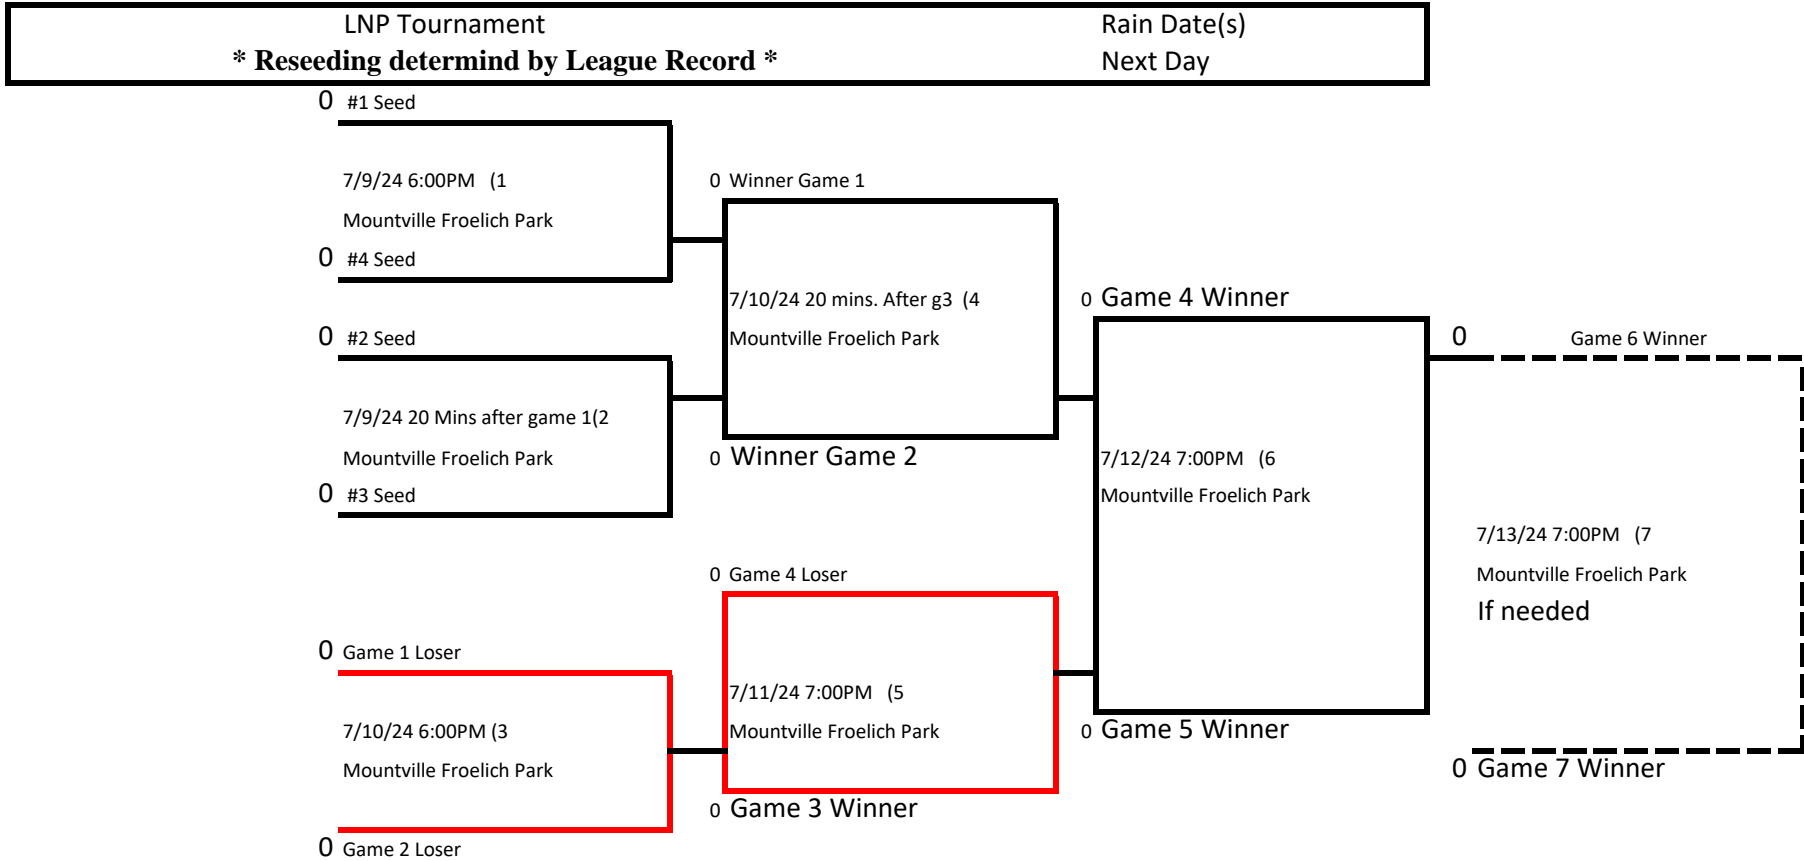 LNP Tournament Rain Date(s)
* Reseeding determind by League Record * Next Day
0 #1 Seed
7/9/24 6:00PM (1
Mountville Froelich Park
0 #4 Seed
0 #2 Seed
7/9/24 20 Mins after game 1(2
Mountville Froelich Park
0 #3 Seed
0 Game 1 Loser
7/10/24 6:00PM (3
Mountville Froelich Park
0 Game 2 Loser
0 Winner Game 1
7/10/24 20 mins. After g3 (4
Mountville Froelich Park
0 Winner Game 2
0 Game 4 Loser
7/11/24 7:00PM (5
Mountville Froelich Park
0 Game 3 Winner
0 Game 4 Winner
7/12/24 7:00PM (6
Mountville Froelich Park
0 Game 5 Winner
0 Game 6 Winner
7/13/24 7:00PM (7
Mountville Froelich Park
If needed
0 Game 7 Winner